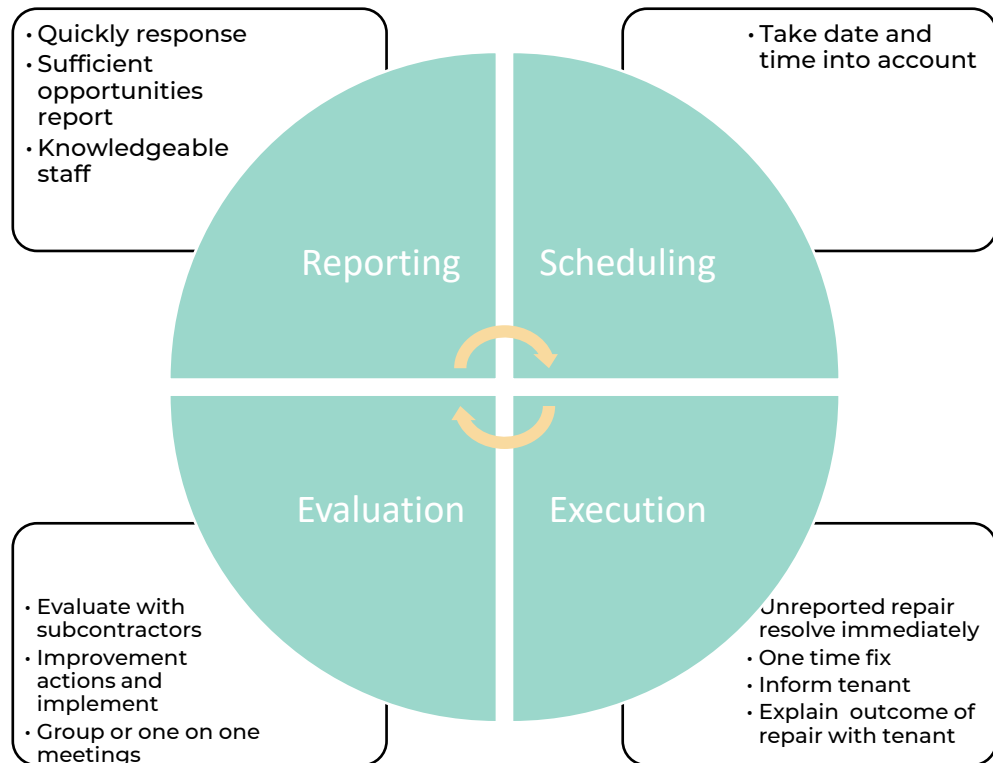 • Quickly response
• Sufficient
opportunities
report
• Knowledgeable
staff
• Take date and
time into account
Reporting
Scheduling
Evaluation
Execution
• Evaluate with
subcontractors
• Improvement
actions and
implement
• Group or one on one
meetings
Unreported repair
resolve immediately
• One time fix
• Inform tenant
• Explain outcome of
repair with tenant